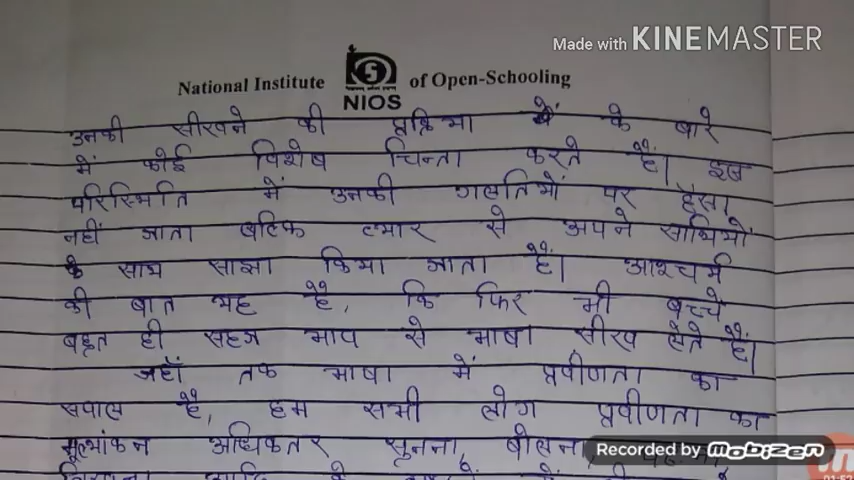 Made with KINEMASTER
National Institute of Open-Schooling
NIOS
उनकी सीखने की प्रक्रिया के बारे
में कोई विशेष चिन्ता करते हैं। इस
परिस्थिति में उनकी गलतियों पर हँसा
नहीं जाता बल्कि प्यार से अपने साथियों
के साथ साझा किया जाता है। आश्चर्य
की बात यह है, कि फिर भी बच्चे
बहुत ही सहज भाव से भाषा सीख लेते हैं।
जहाँ तक भाषा में प्रवीणता का
सवाल है, हम सभी लोग प्रवीणता का
मूल्यांकन अधिकतर सुनना, बोलना,
Recorded by mobizen